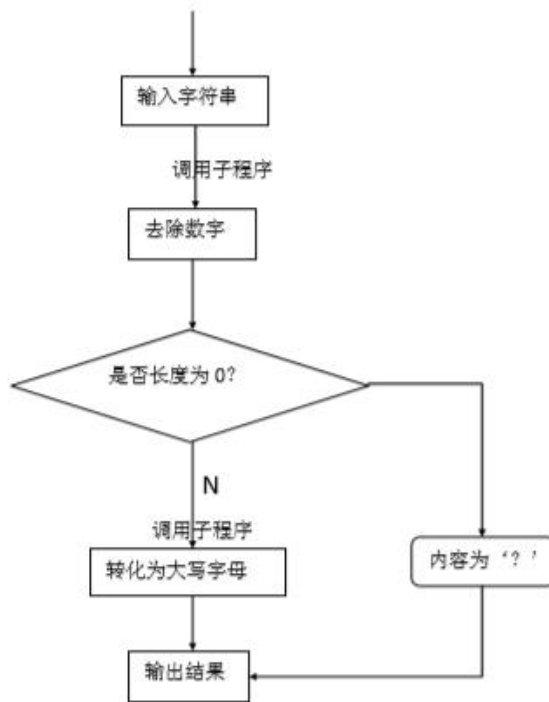 输入字符串
调用子程序
去除数字
是否长度为 0?
N
调用子程序
转化为大写字母
内容为‘?’
输出结果